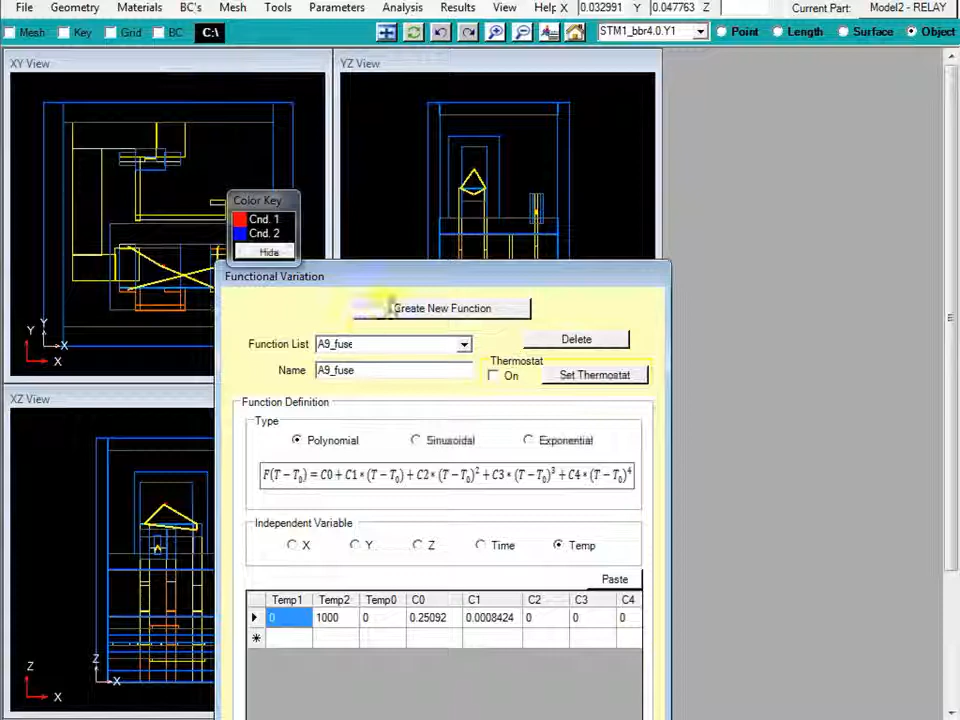 File Geometry Materials BC's Mesh Tools Parameters Analysis Results View Help X 0.032991 Y 0.047763 Z Current Part: Model2 - RELAY
Mesh Key Grid BC C:\ STM1_bbr4.0.Y1 Point Length Surface Object
XY View YZ View
Color Key
Cnd. 1
Cnd. 2
Hide
Y Y X
X
Functional Variation
Create New Function
Function List A9_fuse Delete
Name A9_fuse
Thermostat
On Set Thermostat
XZ View
Function Definition
Type
Polynomial Sinusoidal Exponential
F(T − T0) = C0 + C1*(T − T0) + C2*(T − T0)^2 + C3*(T − T0)^3 + C4*(T − T0)^4
Independent Variable
X Y Z Time Temp
Paste
Temp1 Temp2 Temp0 C0 C1 C2 C3 C4
0 1000 0 0.25092 0.0008424 0 0 0
Z Z X
X